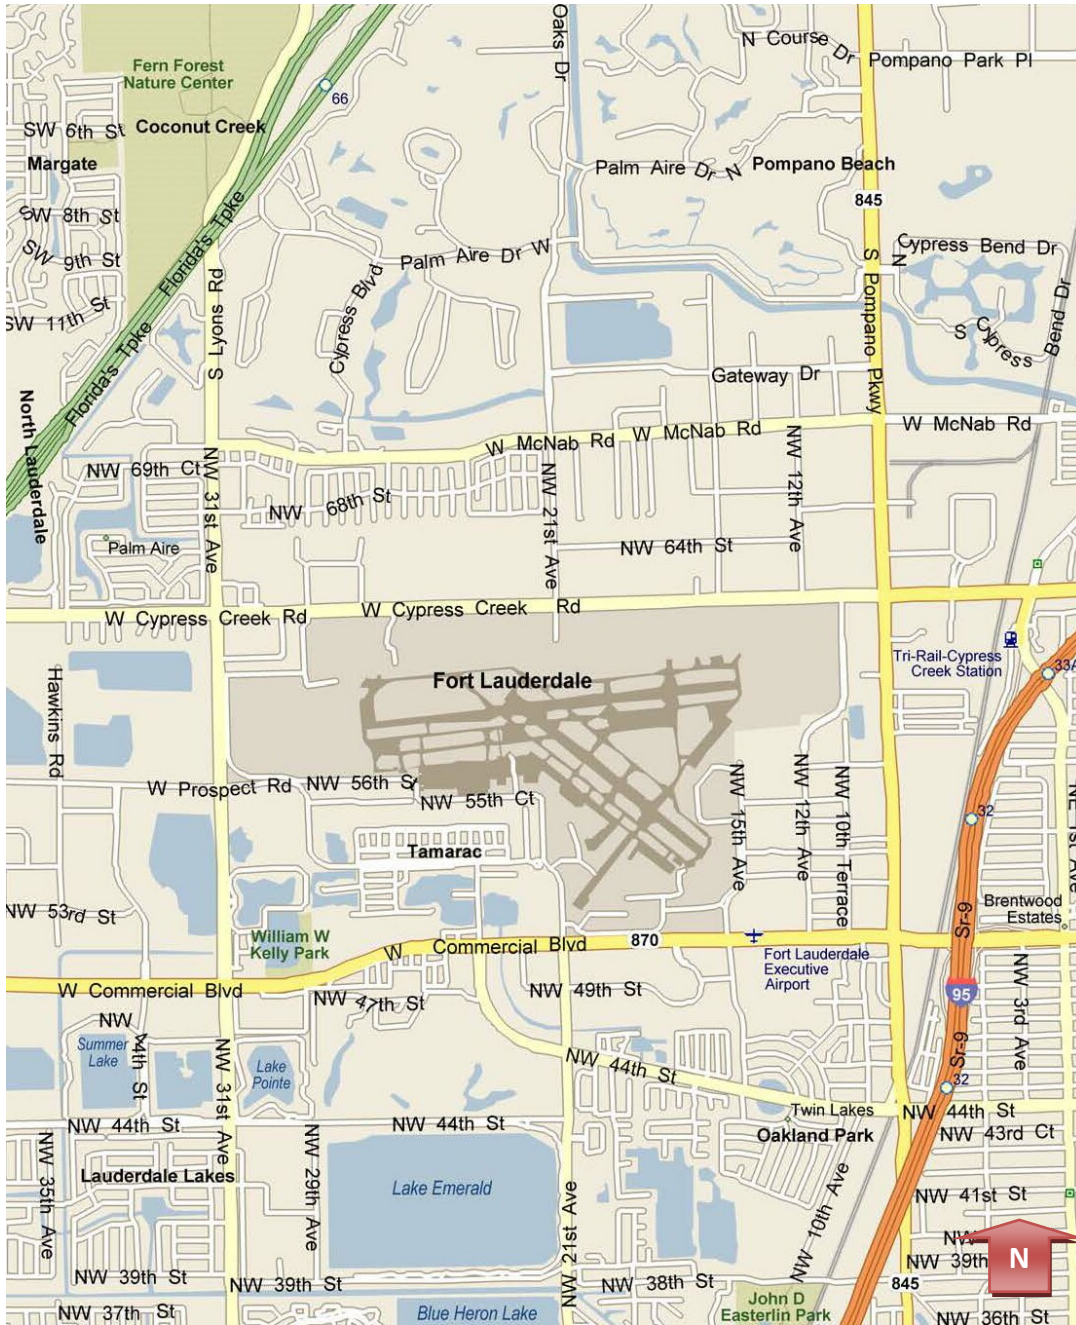 Oaks Dr
N Course Dr
Pompano Park Pl
Fern Forest
Nature Center
66
SW 6th St
Coconut Creek
Margate
Palm Aire Dr N
Pompano Beach
845
SW 8th St
SW 9th St
Florida's Tpke
Palm Aire Dr W
Cypress Bend Dr
N
S Lyons Rd
Cypress Blvd
S Pompano Pkwy
SW 11th St
Florida's Tpke
S Cypress
Bend Dr
Gateway Dr
North Lauderdale
W McNab Rd
W McNab Rd
W McNab Rd
NW 69th Ct
NW 31st Ave
NW 68th St
NW 21st Ave
NW 12th Ave
Palm Aire
NW 64th St
W Cypress Creek Rd
W Cypress Creek Rd
Tri-Rail-Cypress
Creek Station
33A
Hawkins Rd
Fort Lauderdale
W Prospect Rd
NW 56th St
NW 55th Ct
NW 15th Ave
NW 12th Ave
NW 10th Terrace
32
NE 1st Ave
Tamarac
NW 53rd St
Sr-9
Brentwood
Estates
William W
Kelly Park
W Commercial Blvd
870
Fort Lauderdale
Executive
Airport
W Commercial Blvd
NW 47th St
NW 49th St
95
NW 3rd Ave
NW 44th St
Summer
Lake
Lake
Pointe
NW 31st Ave
NW 44th St
Sr-9
32
Twin Lakes
NW 44th St
NW 44th St
NW 44th St
Oakland Park
NW 43rd Ct
NW 35th Ave
Lauderdale Lakes
NW 29th Ave
Lake Emerald
NW 21st Ave
NW 10th Ave
NW 41st St
NW
N
NW 39th
NW 39th St
NW 39th St
NW 38th St
845
John D
Easterlin Park
NW 37th St
Blue Heron Lake
NW 36th St